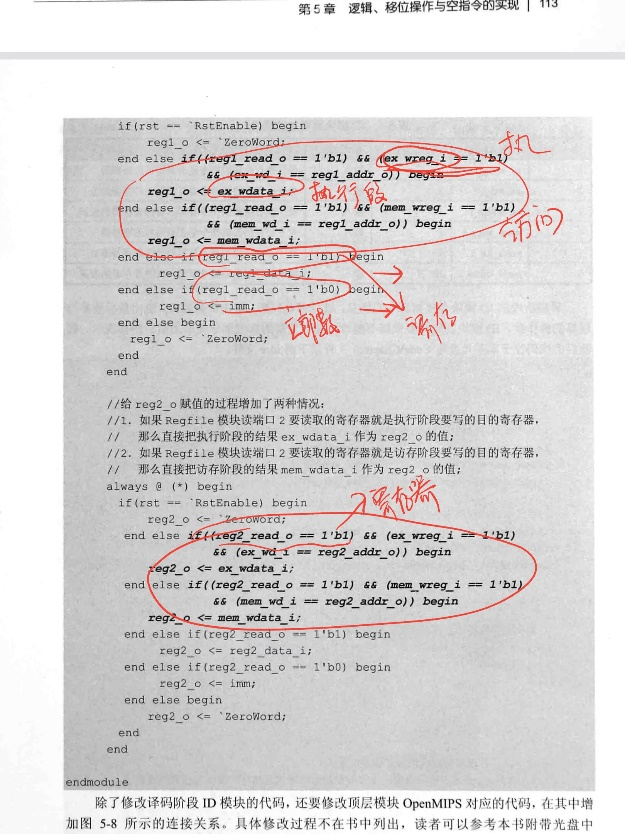 第 5 章 逻辑、移位操作与空指令的实现 | 113
if(rst == `RstEnable) begin
reg1_o <= `ZeroWord;
end else if((reg1_read_o == 1'b1) && (ex_wreg_i == 1'b1)
执
&& (ex_wd_i == reg1_addr_o)) begin
reg1_o <= ex_wdata_i;
执行段
end else if((reg1_read_o == 1'b1) && (mem_wreg_i == 1'b1)
&& (mem_wd_i == reg1_addr_o)) begin
访问
reg1_o <= mem_wdata_i;
end else if(reg1_read_o == 1'b1) begin
reg1_o <= reg1_data_i;
end else if(reg1_read_o == 1'b0) begin
reg1_o <= imm;
立即数
end else begin
reg1_o <= `ZeroWord;
end
end
//给 reg2_o 赋值的过程增加了两种情况：
//1. 如果 Regfile 模块读端口 2 要读取的寄存器就是执行阶段要写的目的寄存器，
// 那么直接把执行阶段的结果 ex_wdata_i 作为 reg2_o 的值；
//2. 如果 Regfile 模块读端口 2 要读取的寄存器就是访存阶段要写的目的寄存器，
// 那么直接把访存阶段的结果 mem_wdata_i 作为 reg2_o 的值；
always @ (*) begin
if(rst == `RstEnable) begin
寄存器
reg2_o <= `ZeroWord;
end else if((reg2_read_o == 1'b1) && (ex_wreg_i == 1'b1)
&& (ex_wd_i == reg2_addr_o)) begin
reg2_o <= ex_wdata_i;
end else if((reg2_read_o == 1'b1) && (mem_wreg_i == 1'b1)
&& (mem_wd_i == reg2_addr_o)) begin
reg2_o <= mem_wdata_i;
end else if(reg2_read_o == 1'b1) begin
reg2_o <= reg2_data_i;
end else if(reg2_read_o == 1'b0) begin
reg2_o <= imm;
end else begin
reg2_o <= `ZeroWord;
end
end
endmodule
除了修改译码阶段 ID 模块的代码，还要修改顶层模块 OpenMIPS 对应的代码，在其中增
加图 5-8 所示的连接关系。具体修改过程不在书中列出，读者可以参考本书附带光盘中